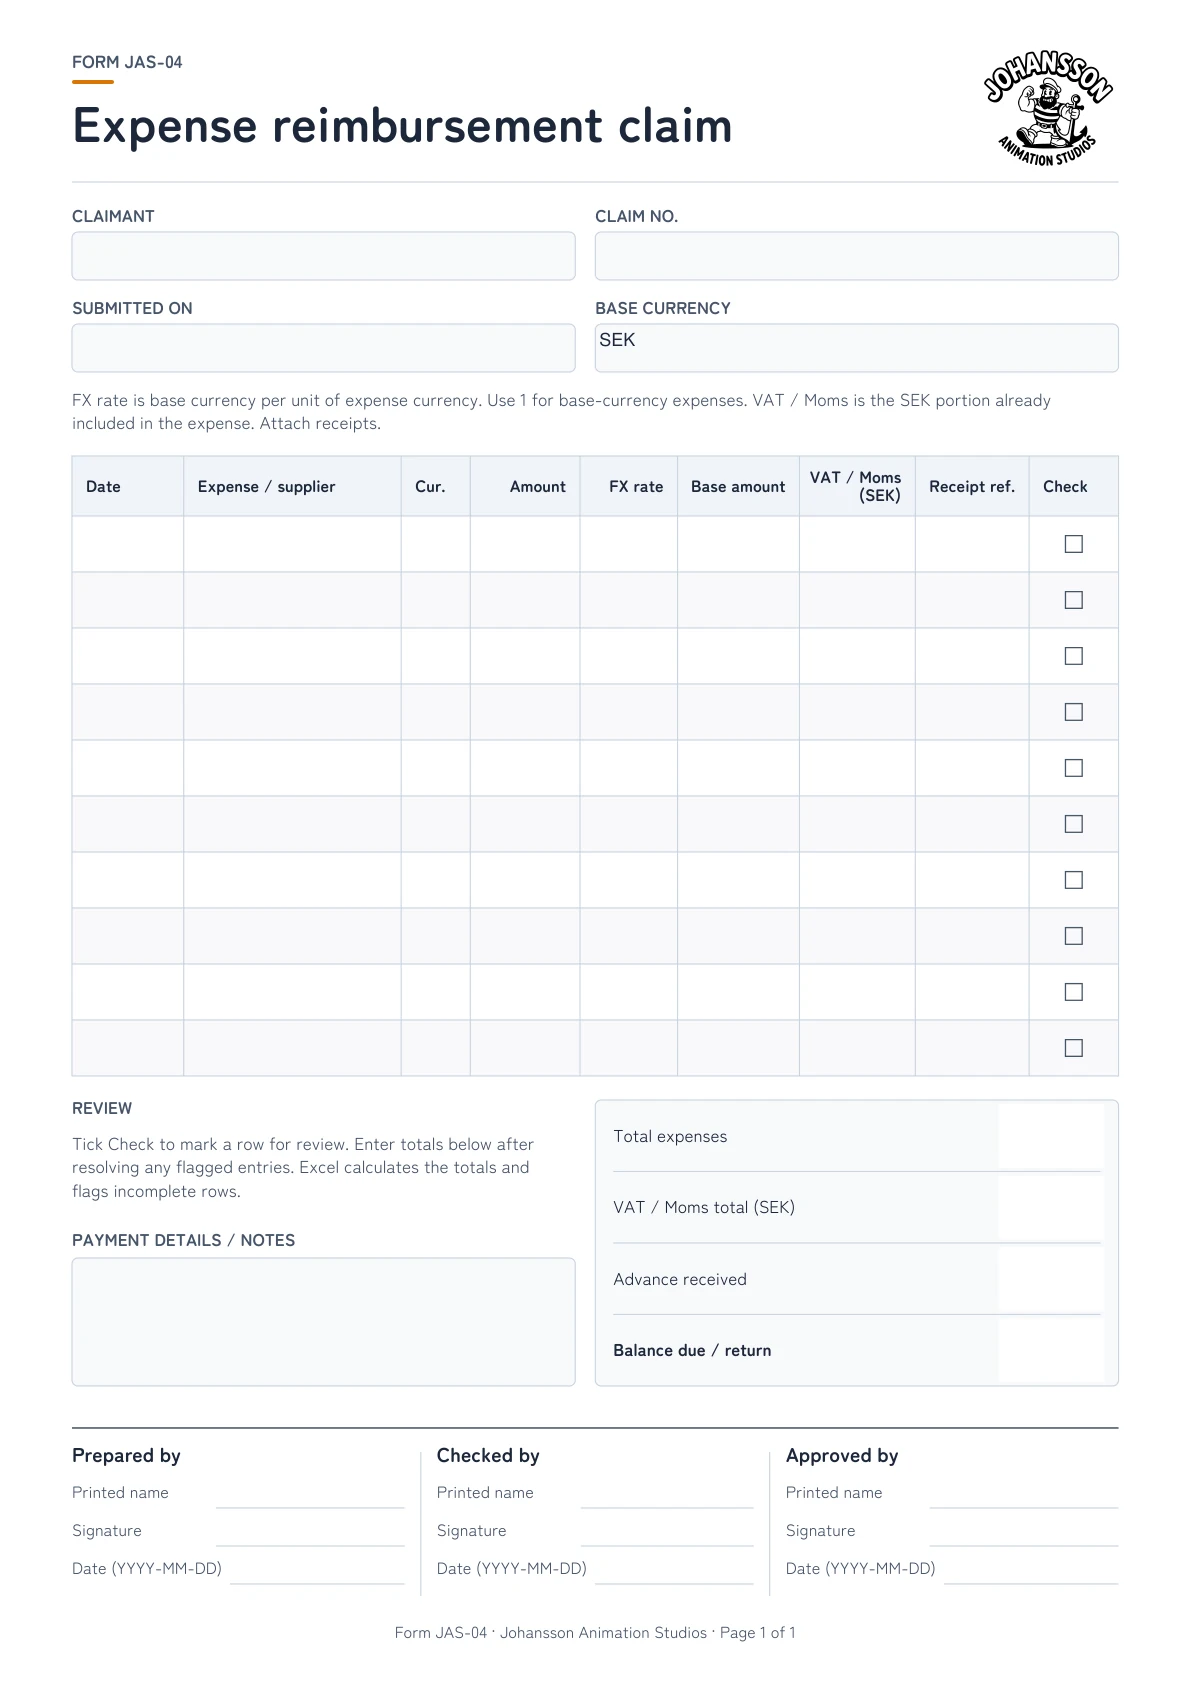 FORM JAS-04
Expense reimbursement claim
JOHANSSON
ANIMATION STUDIOS
CLAIMANT
CLAIM NO.
SUBMITTED ON
BASE CURRENCY
SEK
FX rate is base currency per unit of expense currency. Use 1 for base-currency expenses. VAT / Moms is the SEK portion already
included in the expense. Attach receipts.
Date Expense / supplier Cur. Amount FX rate Base amount VAT / Moms (SEK) Receipt ref. Check
REVIEW
Tick Check to mark a row for review. Enter totals below after
resolving any flagged entries. Excel calculates the totals and
flags incomplete rows.
PAYMENT DETAILS / NOTES
Total expenses
VAT / Moms total (SEK)
Advance received
Balance due / return
Prepared by
Printed name
Signature
Date (YYYY-MM-DD)
Checked by
Printed name
Signature
Date (YYYY-MM-DD)
Approved by
Printed name
Signature
Date (YYYY-MM-DD)
Form JAS-04 · Johansson Animation Studios · Page 1 of 1